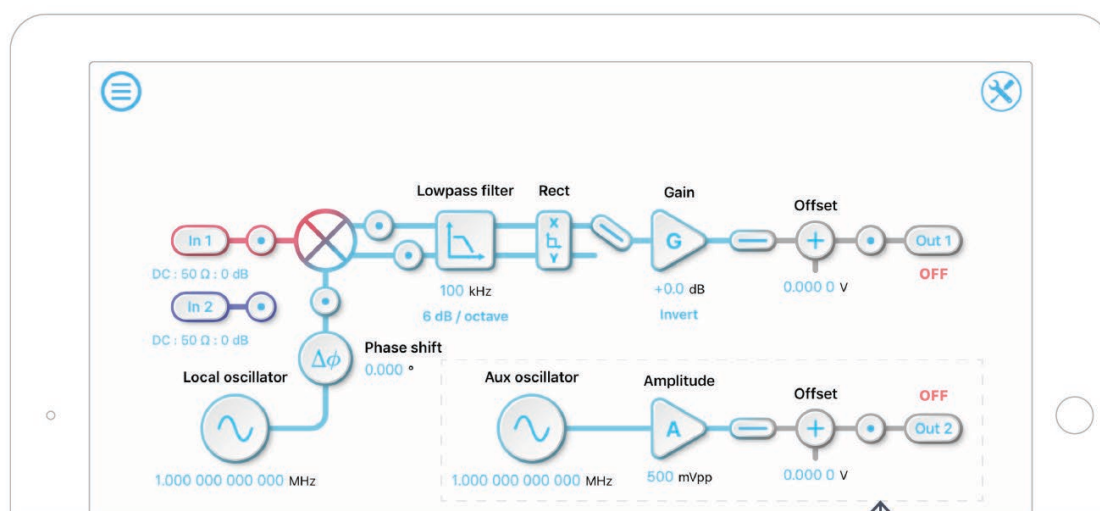 Lowpass filter
Rect
Gain
Offset
In 1
X
Y
G
Out 1
DC : 50 Ω : 0 dB
OFF
100 kHz
+0.0 dB
0.000 0 V
In 2
6 dB / octave
Invert
DC : 50 Ω : 0 dB
Δϕ
Phase shift
0.000 °
Local oscillator
Aux oscillator
Amplitude
Offset
OFF
A
Out 2
1.000 000 000 000 MHz
1.000 000 000 000 MHz
500 mVpp
0.000 0 V